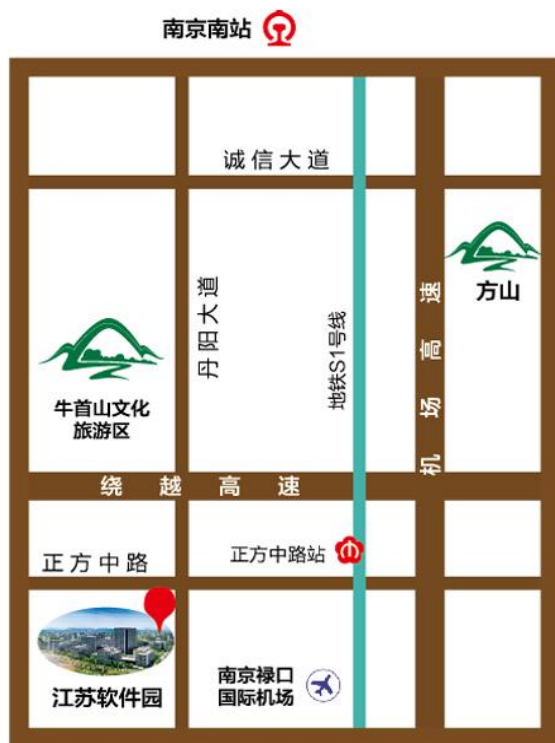 南京南站
诚信大道
方山
丹阳大道
地铁S1号线
机场高速
牛首山文化
旅游区
绕越高速
正方中路站
正方中路
江苏软件园
南京禄口
国际机场